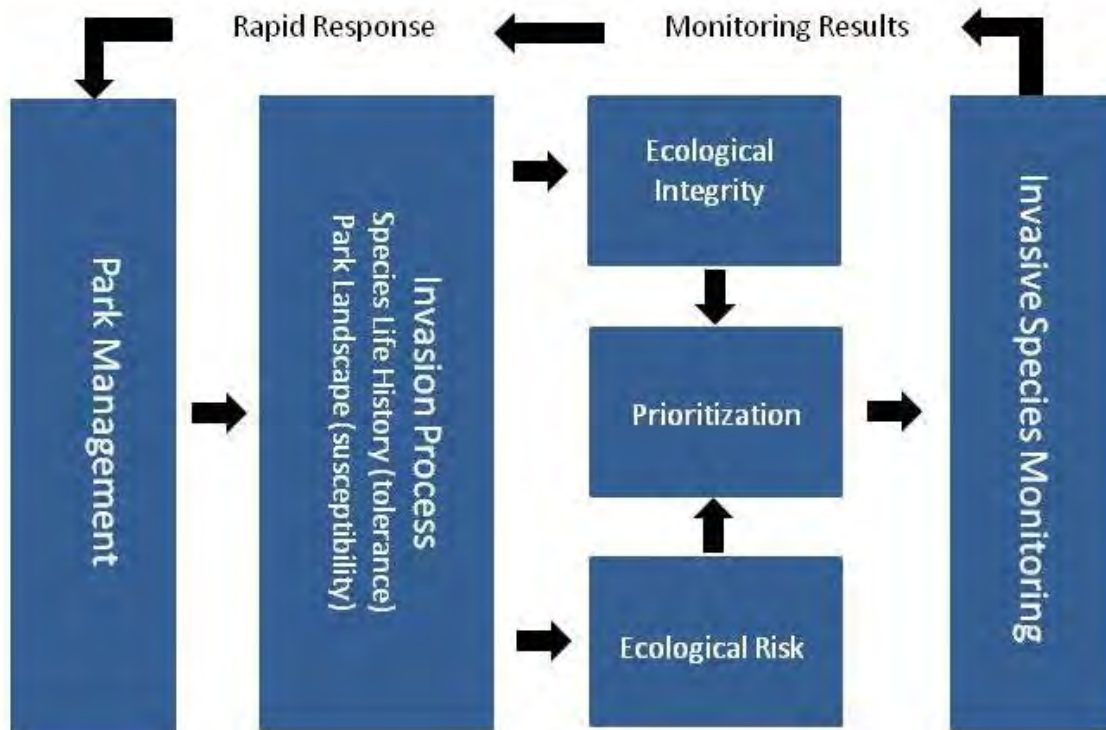 Rapid Response
Monitoring Results
Park Management
Invasion Process
Species Life History (tolerance)
Park Landscape (susceptibility)
Ecological
Integrity
Prioritization
Ecological Risk
Invasive Species Monitoring